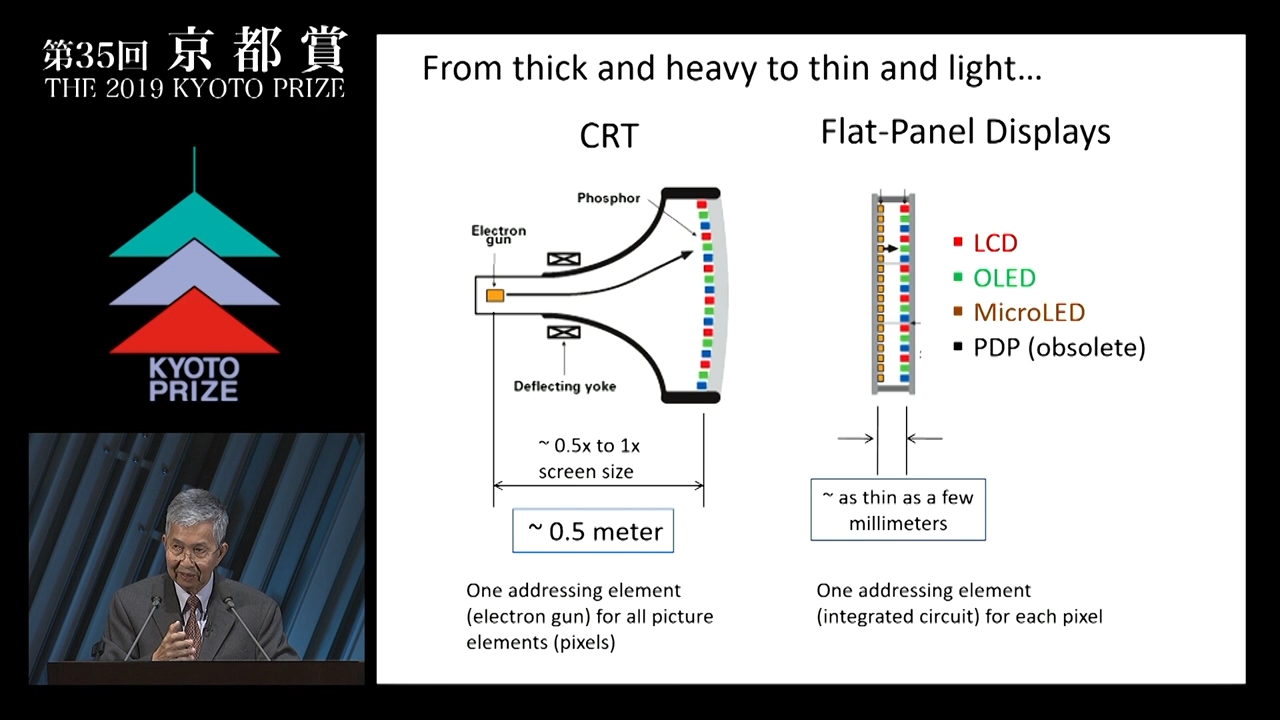 第35回 京都賞
THE 2019 KYOTO PRIZE
KYOTO
PRIZE
From thick and heavy to thin and light...
CRT
Phosphor
Electron
gun
Deflecting yoke
~ 0.5x to 1x
screen size
~ 0.5 meter
One addressing element
(electron gun) for all picture
elements (pixels)
Flat-Panel Displays
LCD
OLED
MicroLED
PDP (obsolete)
~ as thin as a few
millimeters
One addressing element
(integrated circuit) for each pixel